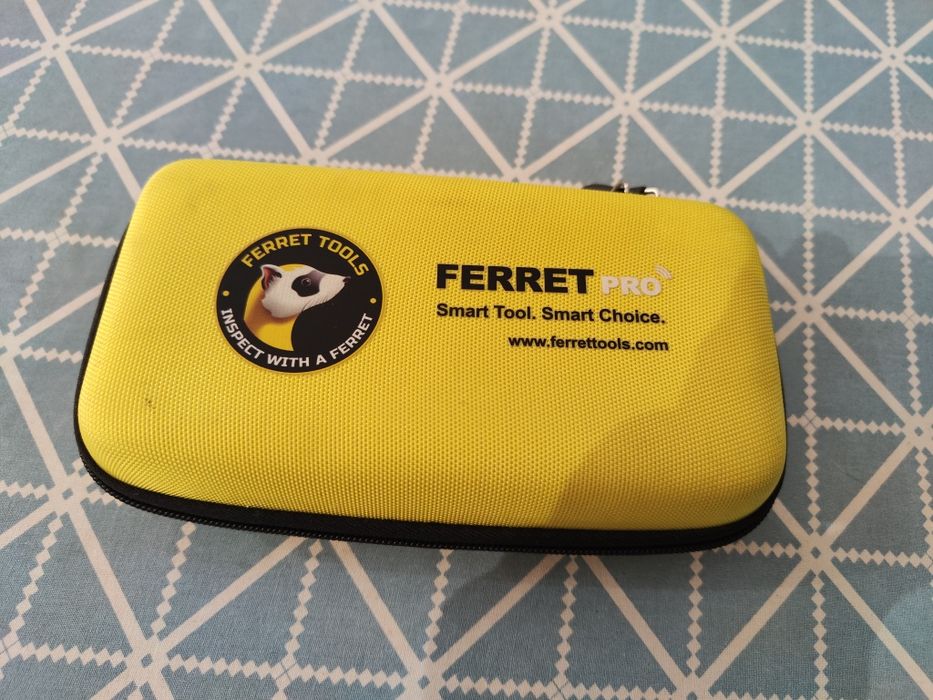 FERRET TOOLS
INSPECT WITH A FERRET
FERRET PRO
Smart Tool. Smart Choice.
www.ferrettools.com